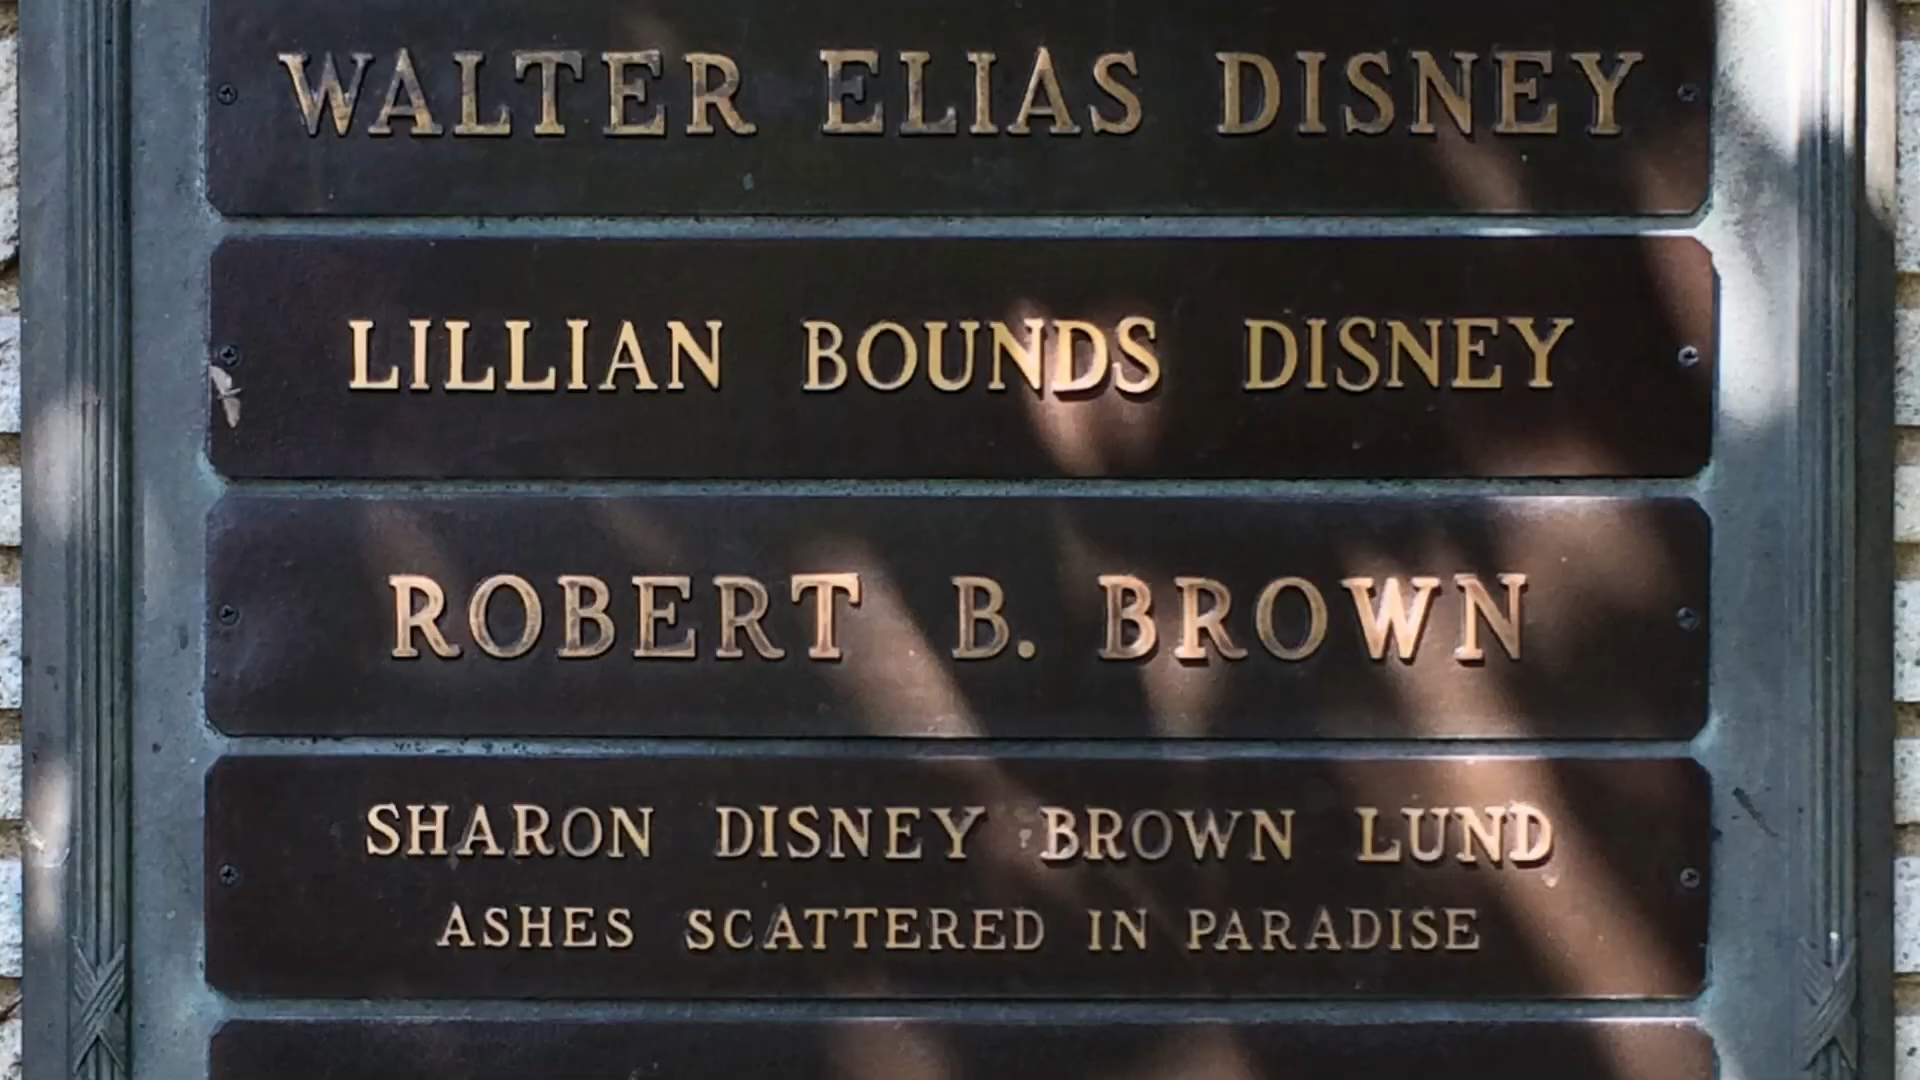 WALTER ELIAS DISNEY
LILLIAN BOUNDS DISNEY
ROBERT B. BROWN
SHARON DISNEY BROWN LUND
ASHES SCATTERED IN PARADISE